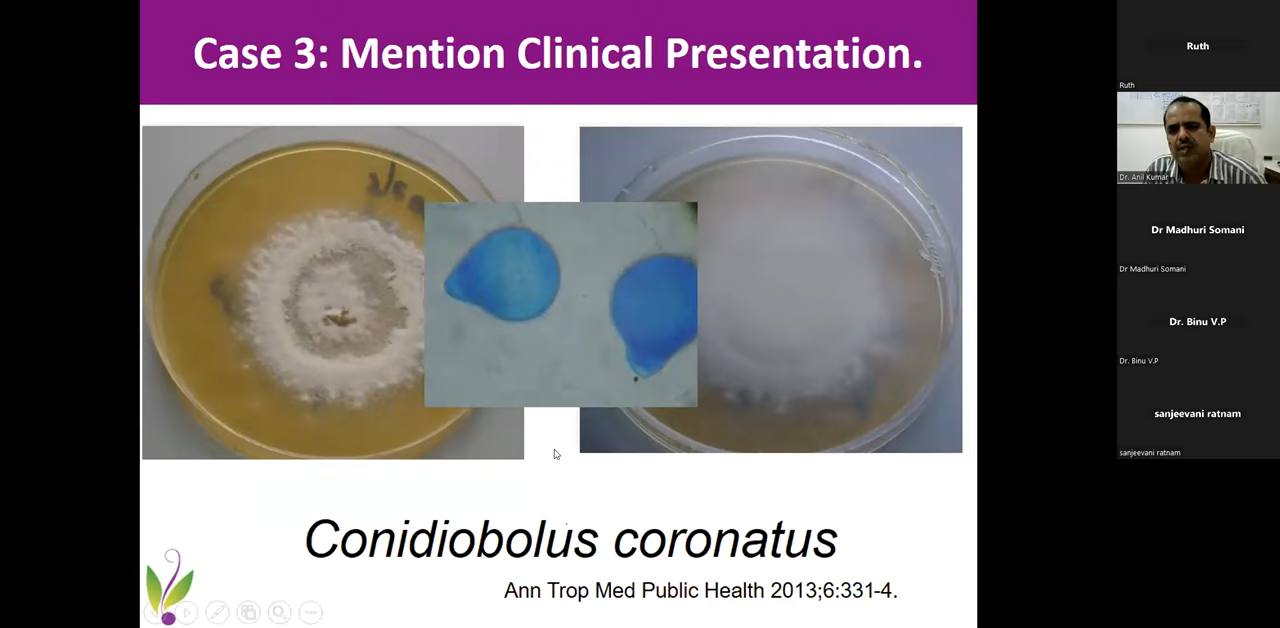 Case 3: Mention Clinical Presentation.
Conidiobolus coronatus
Ann Trop Med Public Health 2013;6:331-4.
Ruth
Ruth
Dr. Anil Kumar
Dr Madhuri Somani
Dr Madhuri Somani
Dr. Binu V.P
Dr. Binu V.P
sanjeevani ratnam
sanjeevani ratnam